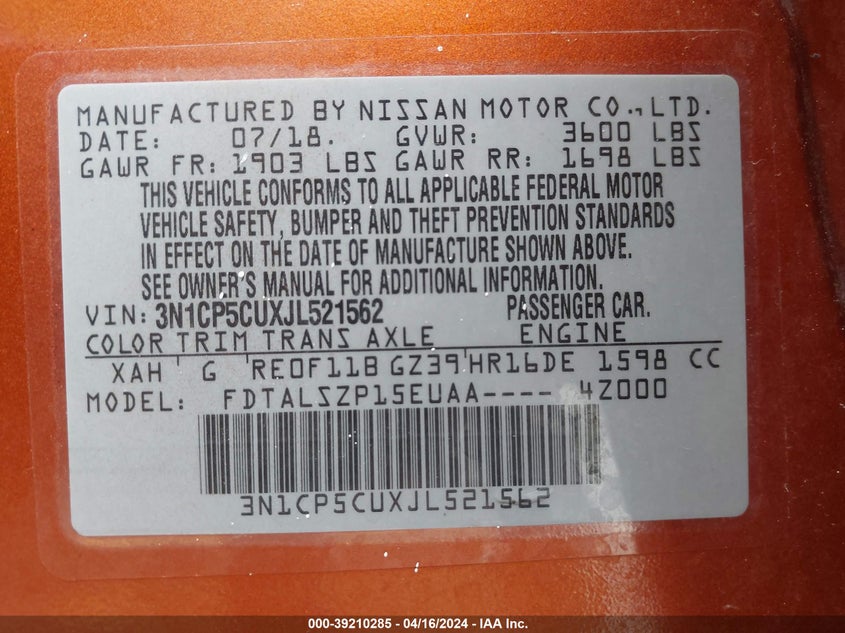 MANUFACTURED BY NISSAN MOTOR CO.,LTD.
DATE: 07/18. GVWR: 3600 LBS
GAWR FR: 1903 LBS GAWR RR: 1698 LBS
THIS VEHICLE CONFORMS TO ALL APPLICABLE FEDERAL MOTOR
VEHICLE SAFETY, BUMPER AND THEFT PREVENTION STANDARDS
IN EFFECT ON THE DATE OF MANUFACTURE SHOWN ABOVE.
SEE OWNER'S MANUAL FOR ADDITIONAL INFORMATION.
VIN: 3N1CP5CUXJL521562 PASSENGER CAR.
COLOR TRIM TRANS AXLE ENGINE
XAH G RE0F11B GZ39 HR16DE 1598 CC
MODEL: FDTALSZP15EUAA---- 4Z000
3N1CP5CUXJL521562
000-39210285 - 04/16/2024 - IAA Inc.